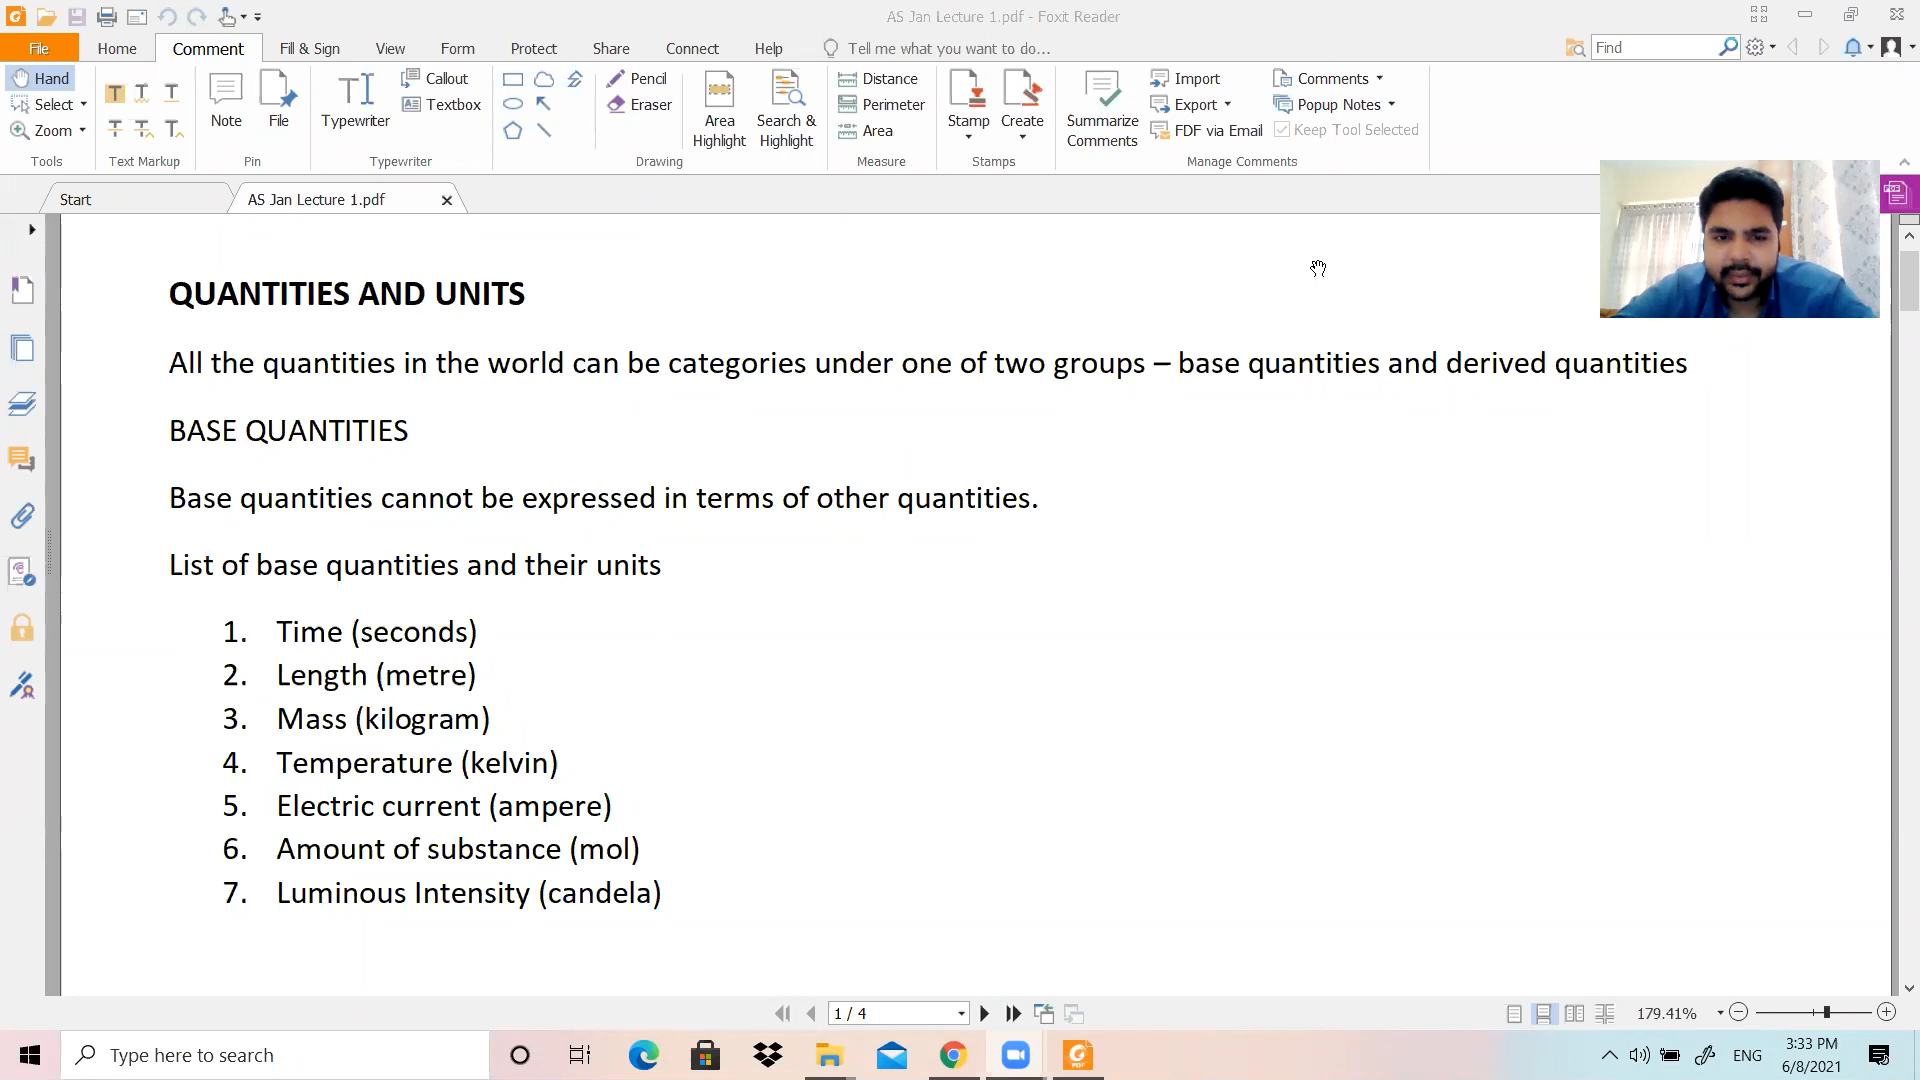 AS Jan Lecture 1.pdf - Foxit Reader
File Home Comment Fill & Sign View Form Protect Share Connect Help Tell me what you want to do... Find
Hand
Select
Zoom
Tools
Text Markup
Note
File
Pin
Typewriter
Callout
Textbox
Typewriter
Pencil
Eraser
Area Highlight
Search & Highlight
Drawing
Distance
Perimeter
Area
Measure
Stamp
Create
Stamps
Summarize Comments
Import
Export
FDF via Email
Comments
Popup Notes
Keep Tool Selected
Manage Comments
Start AS Jan Lecture 1.pdf
QUANTITIES AND UNITS
All the quantities in the world can be categories under one of two groups – base quantities and derived quantities
BASE QUANTITIES
Base quantities cannot be expressed in terms of other quantities.
List of base quantities and their units
1. Time (seconds)
2. Length (metre)
3. Mass (kilogram)
4. Temperature (kelvin)
5. Electric current (ampere)
6. Amount of substance (mol)
7. Luminous Intensity (candela)
1 / 4
179.41%
Type here to search
ENG
3:33 PM
6/8/2021